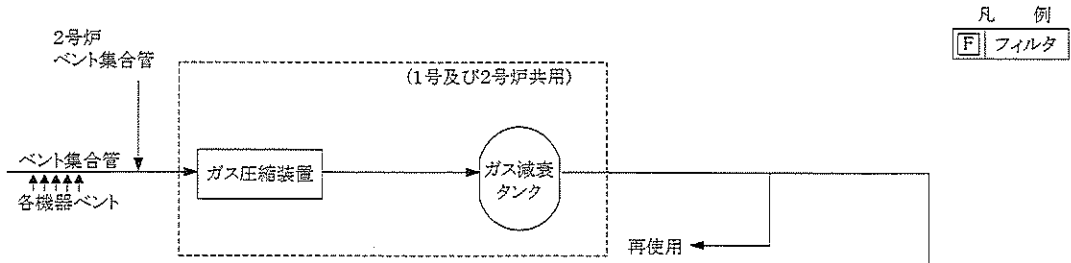 凡 例
F フィルタ
2号炉
ベント集合管
(1号及び2号炉共用)
ベント集合管
ガス圧縮装置
ガス減衰
タンク
各機器ベント
再使用